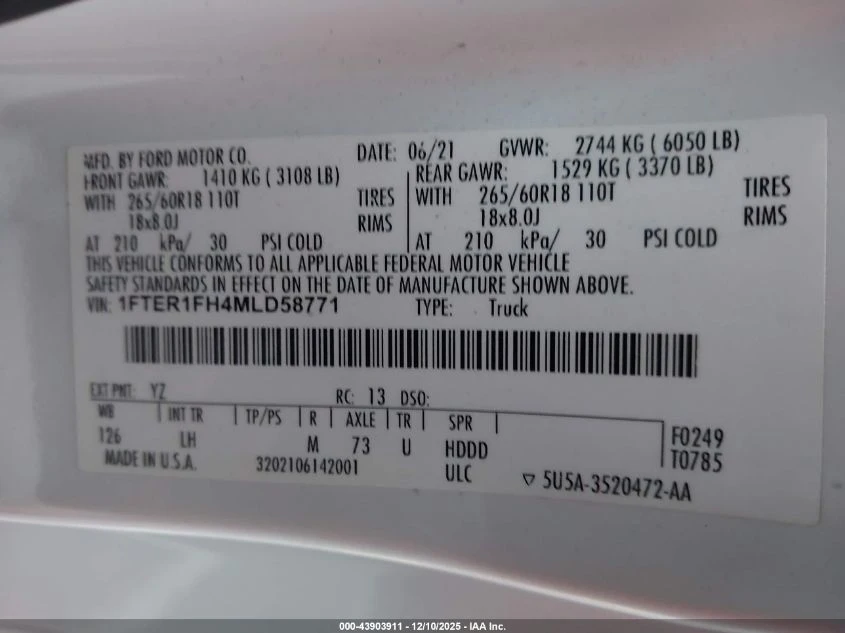 MFD. BY FORD MOTOR CO. DATE: 06/21 GVWR: 2744 KG ( 6050 LB)
FRONT GAWR: 1410 KG ( 3108 LB) REAR GAWR: 1529 KG ( 3370 LB)
WITH 265/60R18 110T TIRES WITH 265/60R18 110T TIRES
18x8.0J RIMS 18x8.0J RIMS
AT 210 kPa/ 30 PSI COLD AT 210 kPa/ 30 PSI COLD
THIS VEHICLE CONFORMS TO ALL APPLICABLE FEDERAL MOTOR VEHICLE
SAFETY STANDARDS IN EFFECT ON THE DATE OF MANUFACTURE SHOWN ABOVE.
VIN: 1FTER1FH4MLD58771 TYPE: Truck
EXT PNT: YZ RC: 13 DSO:
WB INT TR TP/PS R AXLE TR SPR F0249
126 LH M 73 U HDDD T0785
MADE IN U.S.A. 3202106142001 ULC ▽ 5U5A-3520472-AA
000-43903911 - 12/10/2025 - IAA Inc.